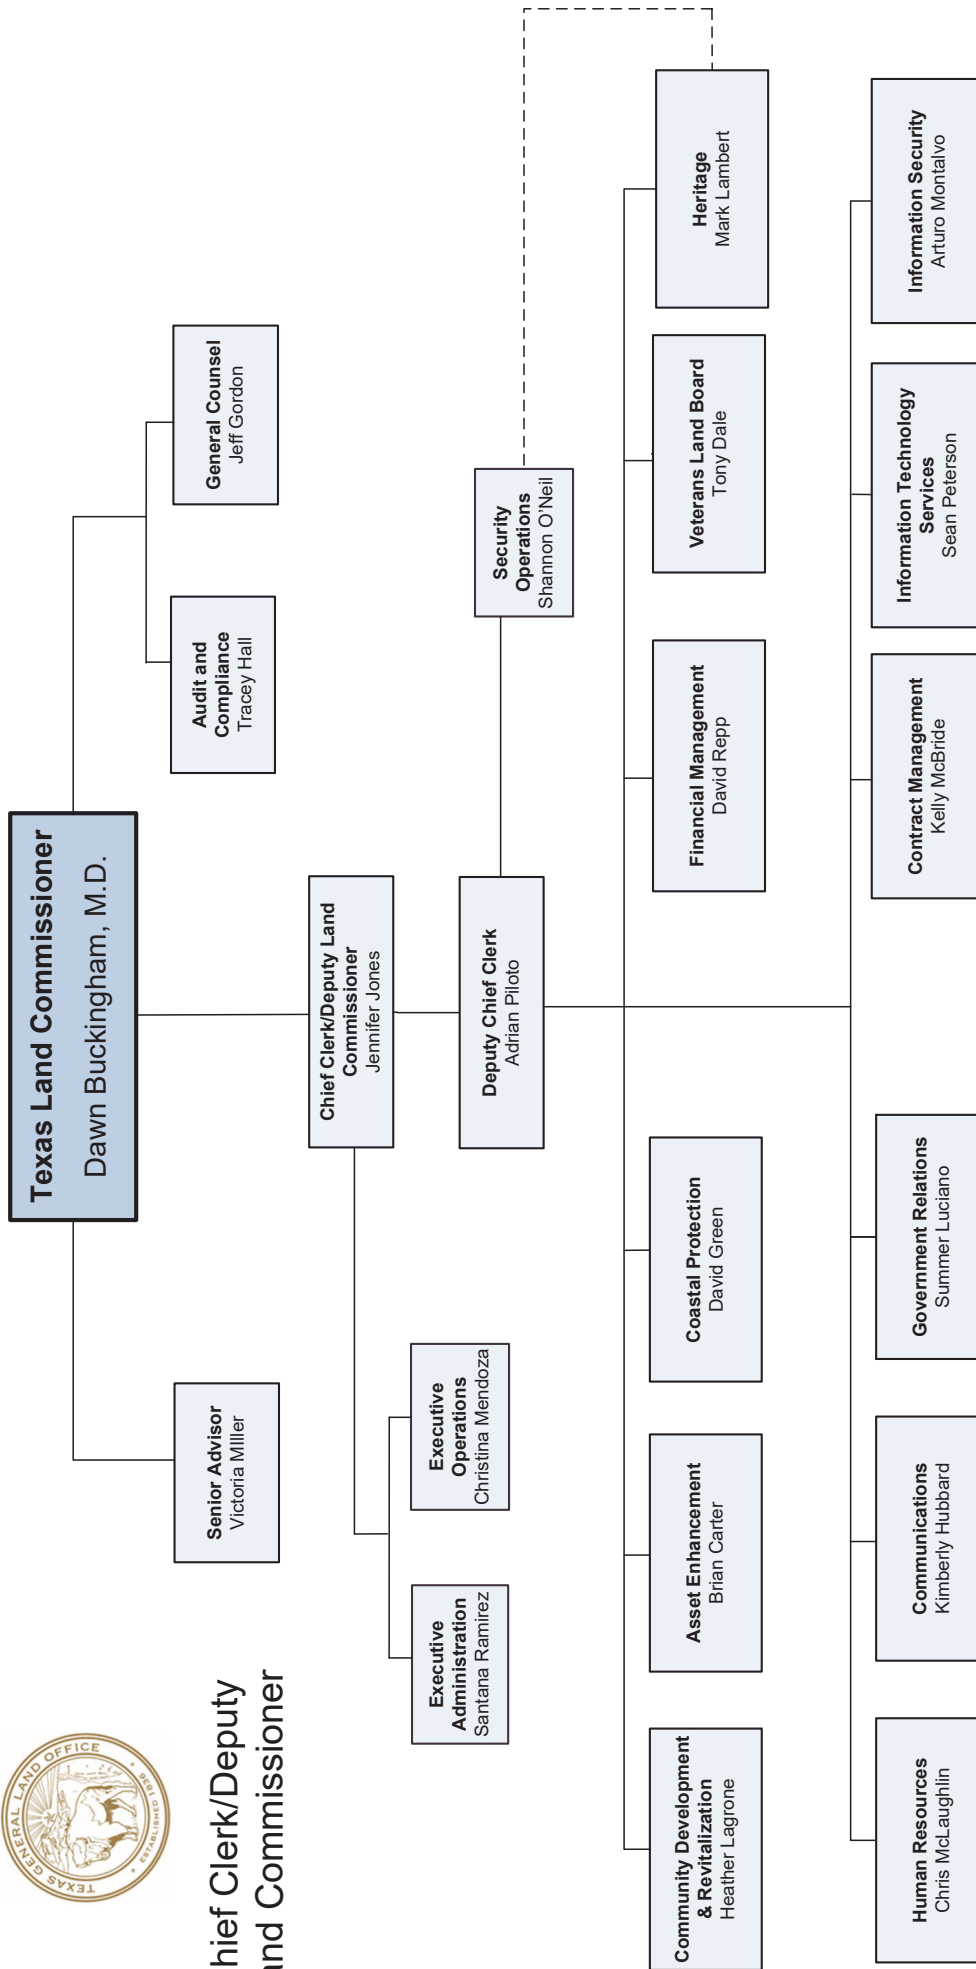 TEXAS GENERAL LAND OFFICE
ESTABLISHED 1836
hief Clerk/Deputy
and Commissioner
Texas Land Commissioner
Dawn Buckingham, M.D.
Senior Advisor
Victoria MIller
Audit and
Compliance
Tracey Hall
General Counsel
Jeff Gordon
Chief Clerk/Deputy Land
Commissioner
Jennifer Jones
Executive
Administration
Santana Ramirez
Executive
Operations
Christina Mendoza
Deputy Chief Clerk
Adrian Piloto
Security
Operations
Shannon O’Neil
Community Development
& Revitalization
Heather Lagrone
Asset Enhancement
Brian Carter
Coastal Protection
David Green
Financial Management
David Repp
Veterans Land Board
Tony Dale
Heritage
Mark Lambert
Human Resources
Chris McLaughlin
Communications
Kimberly Hubbard
Government Relations
Summer Luciano
Contract Management
Kelly McBride
Information Technology
Services
Sean Peterson
Information Security
Arturo Montalvo